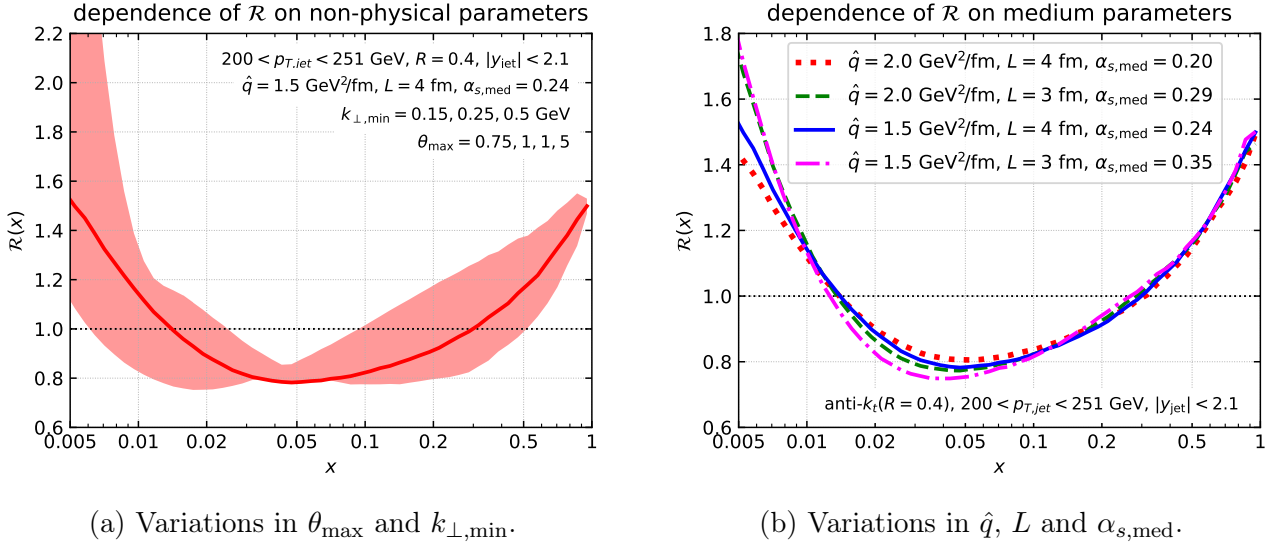 dependence of ℛ on non-physical parameters
2.2
2.0
1.8
1.6
1.4
1.2
1.0
0.8
0.6
ℛ(x)
200 < p_{T,jet} < 251 GeV, R = 0.4, |y_{jet}| < 2.1
q̂ = 1.5 GeV²/fm, L = 4 fm, α_{s,med} = 0.24
k_{⊥,min} = 0.15, 0.25, 0.5 GeV
θ_{max} = 0.75, 1, 1, 5
0.005 0.01 0.02 0.05 0.1 0.2 0.5 1
x
(a) Variations in θ_{max} and k_{⊥,min}.
dependence of ℛ on medium parameters
1.8
1.6
1.4
1.2
1.0
0.8
0.6
ℛ(x)
q̂ = 2.0 GeV²/fm, L = 4 fm, α_{s,med} = 0.20
q̂ = 2.0 GeV²/fm, L = 3 fm, α_{s,med} = 0.29
q̂ = 1.5 GeV²/fm, L = 4 fm, α_{s,med} = 0.24
q̂ = 1.5 GeV²/fm, L = 3 fm, α_{s,med} = 0.35
anti-k_t(R = 0.4), 200 < p_{T,jet} < 251 GeV, |y_{jet}| < 2.1
0.005 0.01 0.02 0.05 0.1 0.2 0.5 1
x
(b) Variations in q̂, L and α_{s,med}.